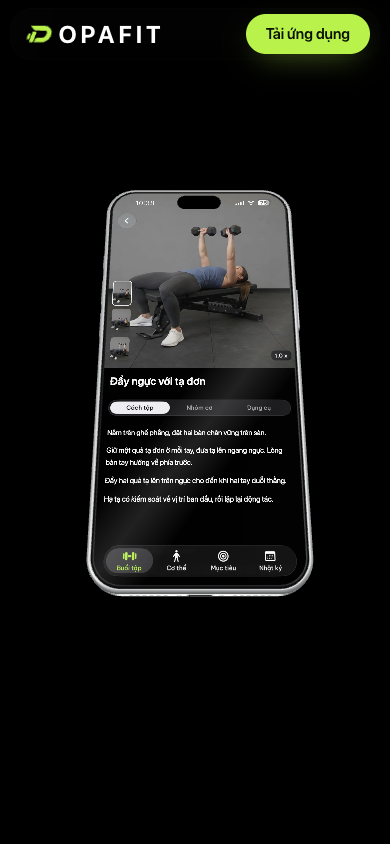 OPAFIT
Tải ứng dụng
1.0 x
Đẩy ngực với tạ đơn
Cách tập
Nhóm cơ
Dụng cụ
Nằm trên ghế phẳng, đặt hai bàn chân vững trên sàn.
Giữ một quả tạ đơn ở mỗi tay, đưa tạ lên ngang ngực. Lòng
bàn tay hướng về phía trước.
Đẩy hai quả tạ lên trên ngực cho đến khi hai tay duỗi thẳng.
Hạ tạ có kiểm soát về vị trí ban đầu, rồi lặp lại động tác.
Buổi tập
Cơ thể
Mục tiêu
Nhật ký